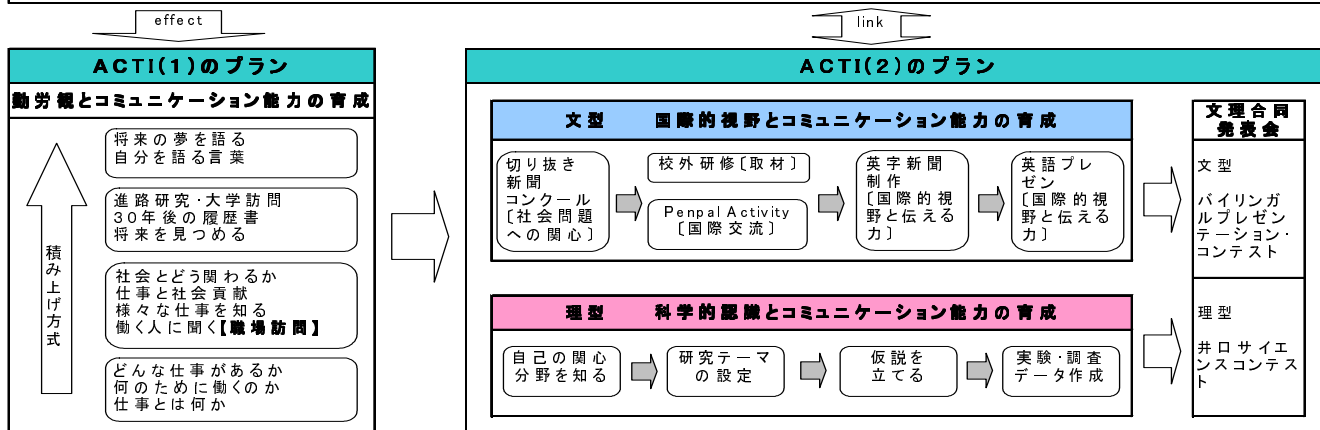 effect
link
ACTI(1)のプラン
勤労観とコミュニケーション能力の育成
積み上げ方式
将来の夢を語る
自分を語る言葉
進路研究・大学訪問
30年後の履歴書
将来を見つめる
社会とどう関わるか
仕事と社会貢献
様々な仕事を知る
働く人に聞く【職場訪問】
どんな仕事があるか
何のために働くのか
仕事とは何か
ACTI(2)のプラン
文型　国際的視野とコミュニケーション能力の育成
切り抜き
新聞
コンクール
[社会問題
への関心]
校外研修〔取材〕
Penpal Activity
〔国際交流〕
英字新聞
制作
[国際的視
野と伝える
力]
英語プレ
ゼン
[国際的視
野と伝える
力]
理型　科学的認識とコミュニケーション能力の育成
自己の関心
分野を知る
研究テーマ
の設定
仮説を
立てる
実験・調査
データ作成
文理合同
発表会
文型
バイリンガ
ルプレゼン
テーション・
コンテスト
理型
井口サイエ
ンスコンテス
ト